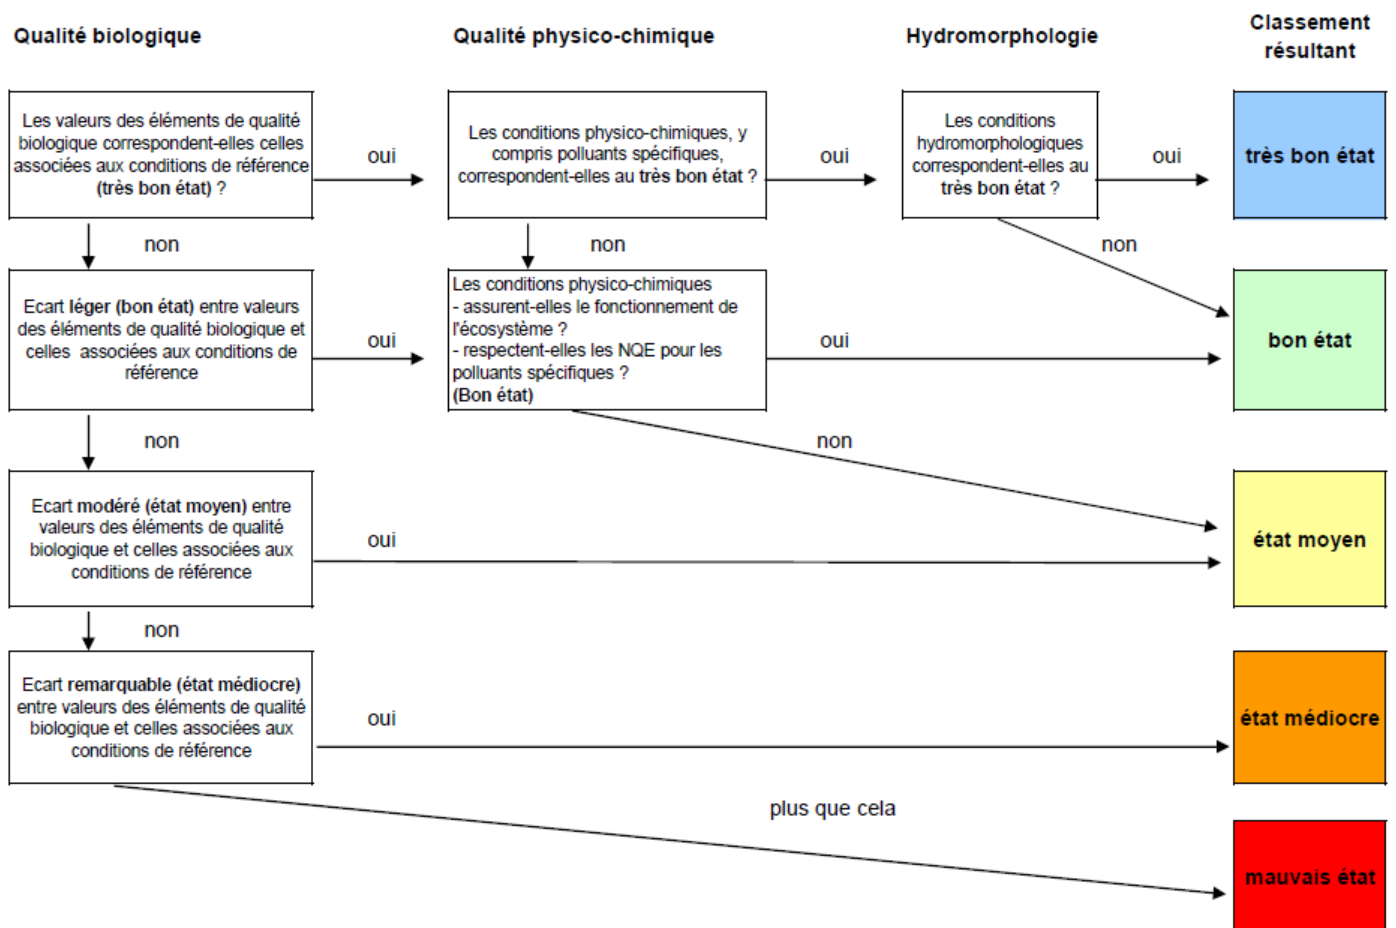 Qualité biologique
Qualité physico-chimique
Hydromorphologie
Classement
résultant
Les valeurs des éléments de qualité
biologique correspondent-elles celles
associées aux conditions de référence
(très bon état) ?
oui
Les conditions physico-chimiques, y
compris polluants spécifiques,
correspondent-elles au très bon état ?
oui
Les conditions
hydromorphologiques
correspondent-elles au
très bon état ?
oui
très bon état
non
non
non
Ecart léger (bon état) entre valeurs
des éléments de qualité biologique et
celles associées aux conditions de
référence
oui
Les conditions physico-chimiques
- assurent-elles le fonctionnement de
l'écosystème ?
- respectent-elles les NQE pour les
polluants spécifiques ?
(Bon état)
oui
bon état
non
non
Ecart modéré (état moyen) entre
valeurs des éléments de qualité
biologique et celles associées aux
conditions de référence
oui
état moyen
non
Ecart remarquable (état médiocre)
entre valeurs des éléments de qualité
biologique et celles associées aux
conditions de référence
oui
état médiocre
plus que cela
mauvais état